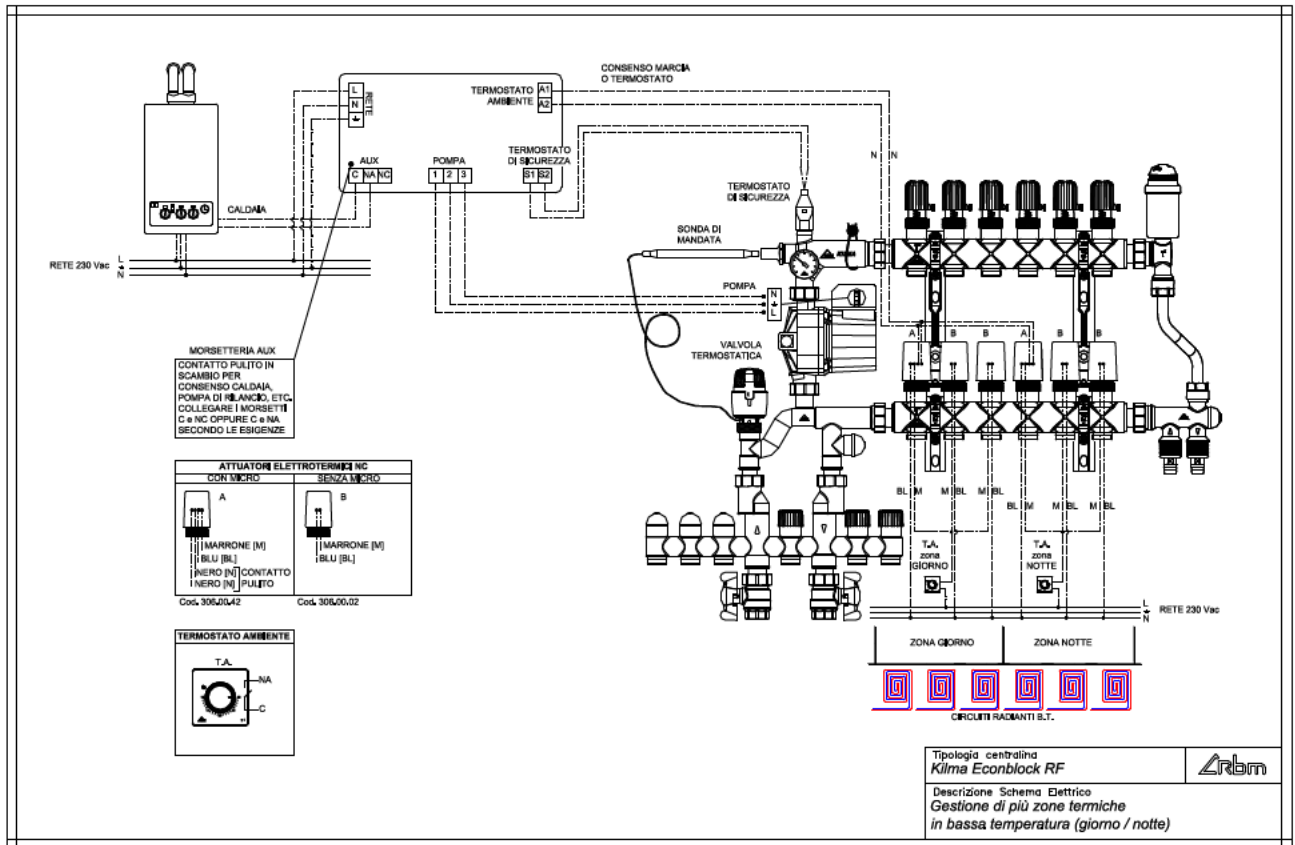 CONSENSO MARCIA
O TERMOSTATO
L
N
RETE
TERMOSTATO
AMBIENTE
A1
A2
AUX
C NA NC
POMPA
1 2 3
TERMOSTATO
DI SICUREZZA
S1 S2
N N
CALDAIA
RETE 230 Vac
L
N
TERMOSTATO
DI SICUREZZA
SONDA DI
MANDATA
POMPA
N
L
VALVOLA
TERMOSTATICA
A B B A B B
MORSETTERIA AUX
CONTATTO PULITO IN
SCAMBIO PER
CONSENSO CALDAIA,
POMPA DI RILANCIO, ETC.
COLLEGARE I MORSETTI
C e NC OPPURE C e NA
SECONDO LE ESIGENZE
ATTUATORI ELETTROTERMICI NC
CON MICRO
SENZA MICRO
A
B
MARRONE [M]
BLU [BL]
NERO [N] CONTATTO
NERO [N] PULITO
MARRONE [M]
BLU [BL]
Cod. 306.00.42
Cod. 306.00.02
BL M M BL M BL BL M M BL M BL
T.A.
zona
GIORNO
T.A.
zona
NOTTE
L
N
RETE 230 Vac
ZONA GIORNO
ZONA NOTTE
CIRCUITI RADIANTI B.T.
TERMOSTATO AMBIENTE
T.A.
NA
C
Tipologia centralina
Kilma Econblock RF
rbm
Descrizione Schema Elettrico
Gestione di più zone termiche
in bassa temperatura (giorno / notte)